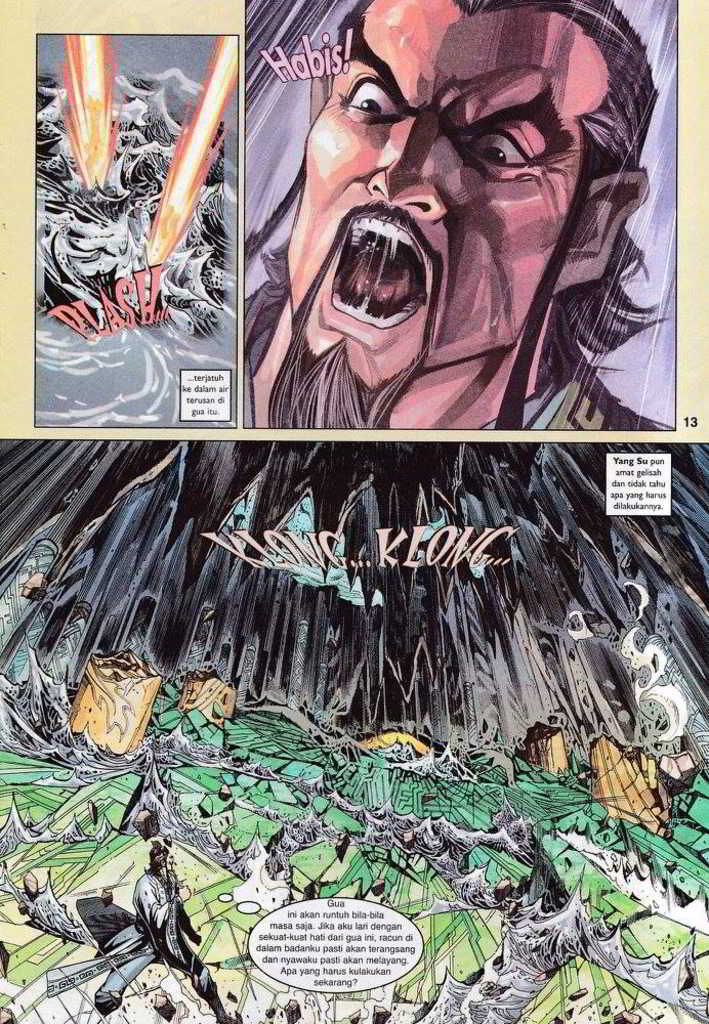 Habis!
PLASH...
...terjatuh
ke dalam air
terusan di
gua itu.
13
Yang Su pun
amat gelisah
dan tidak tahu
apa yang harus
dilakukannya.
KLONG... KLONG...
Gua
ini akan runtuh bila-bila
masa saja. Jika aku lari dengan
sekuat-kuat hati dari gua ini, racun di
dalam badanku pasti akan terangsang
dan nyawaku pasti akan melayang.
Apa yang harus kulakukan
sekarang?